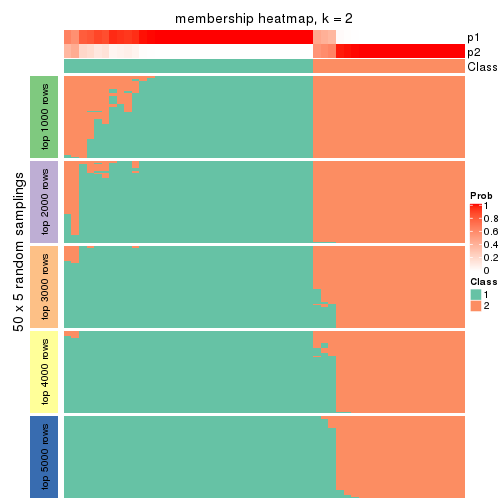 membership heatmap, k = 2
p1
p2
Class
50 x 5 random samplings
top 1000 rows
top 2000 rows
top 3000 rows
top 4000 rows
top 5000 rows
Prob
1
0.8
0.6
0.4
0.2
0
Class
1
2